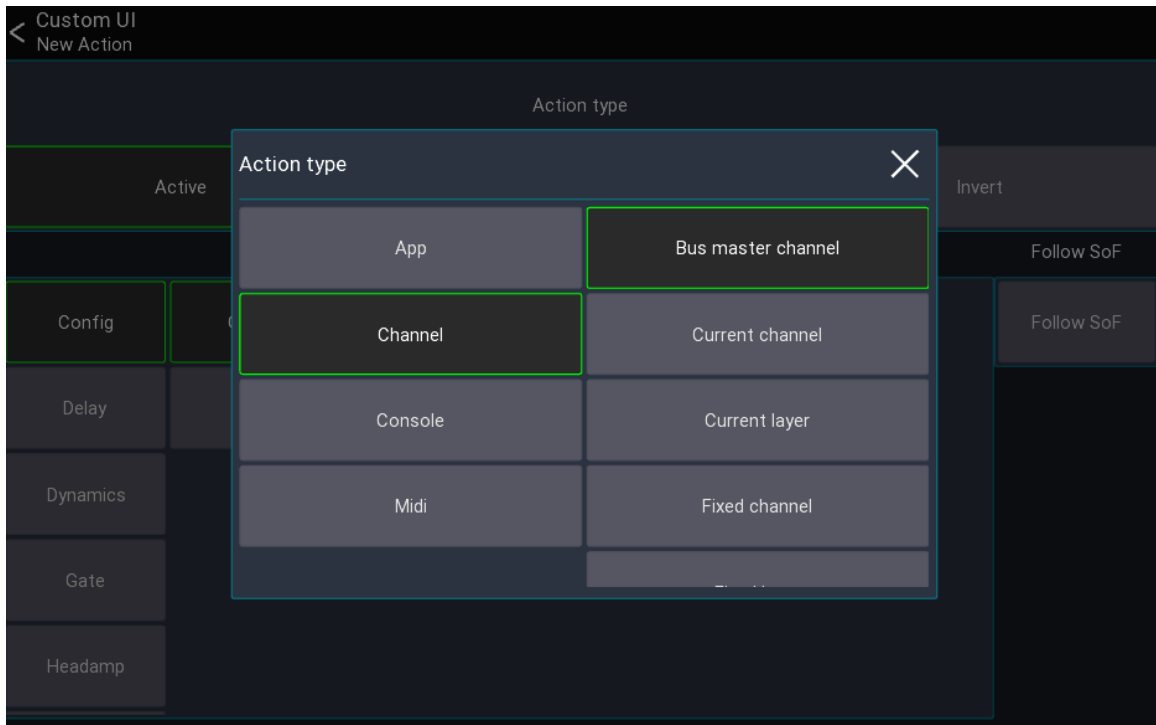 Custom UI
New Action
Action type
Action type
Active
Invert
App
Bus master channel
Follow SoF
Config
Channel
Current channel
Follow SoF
Delay
Console
Current layer
Dynamics
Midi
Fixed channel
Gate
Headamp